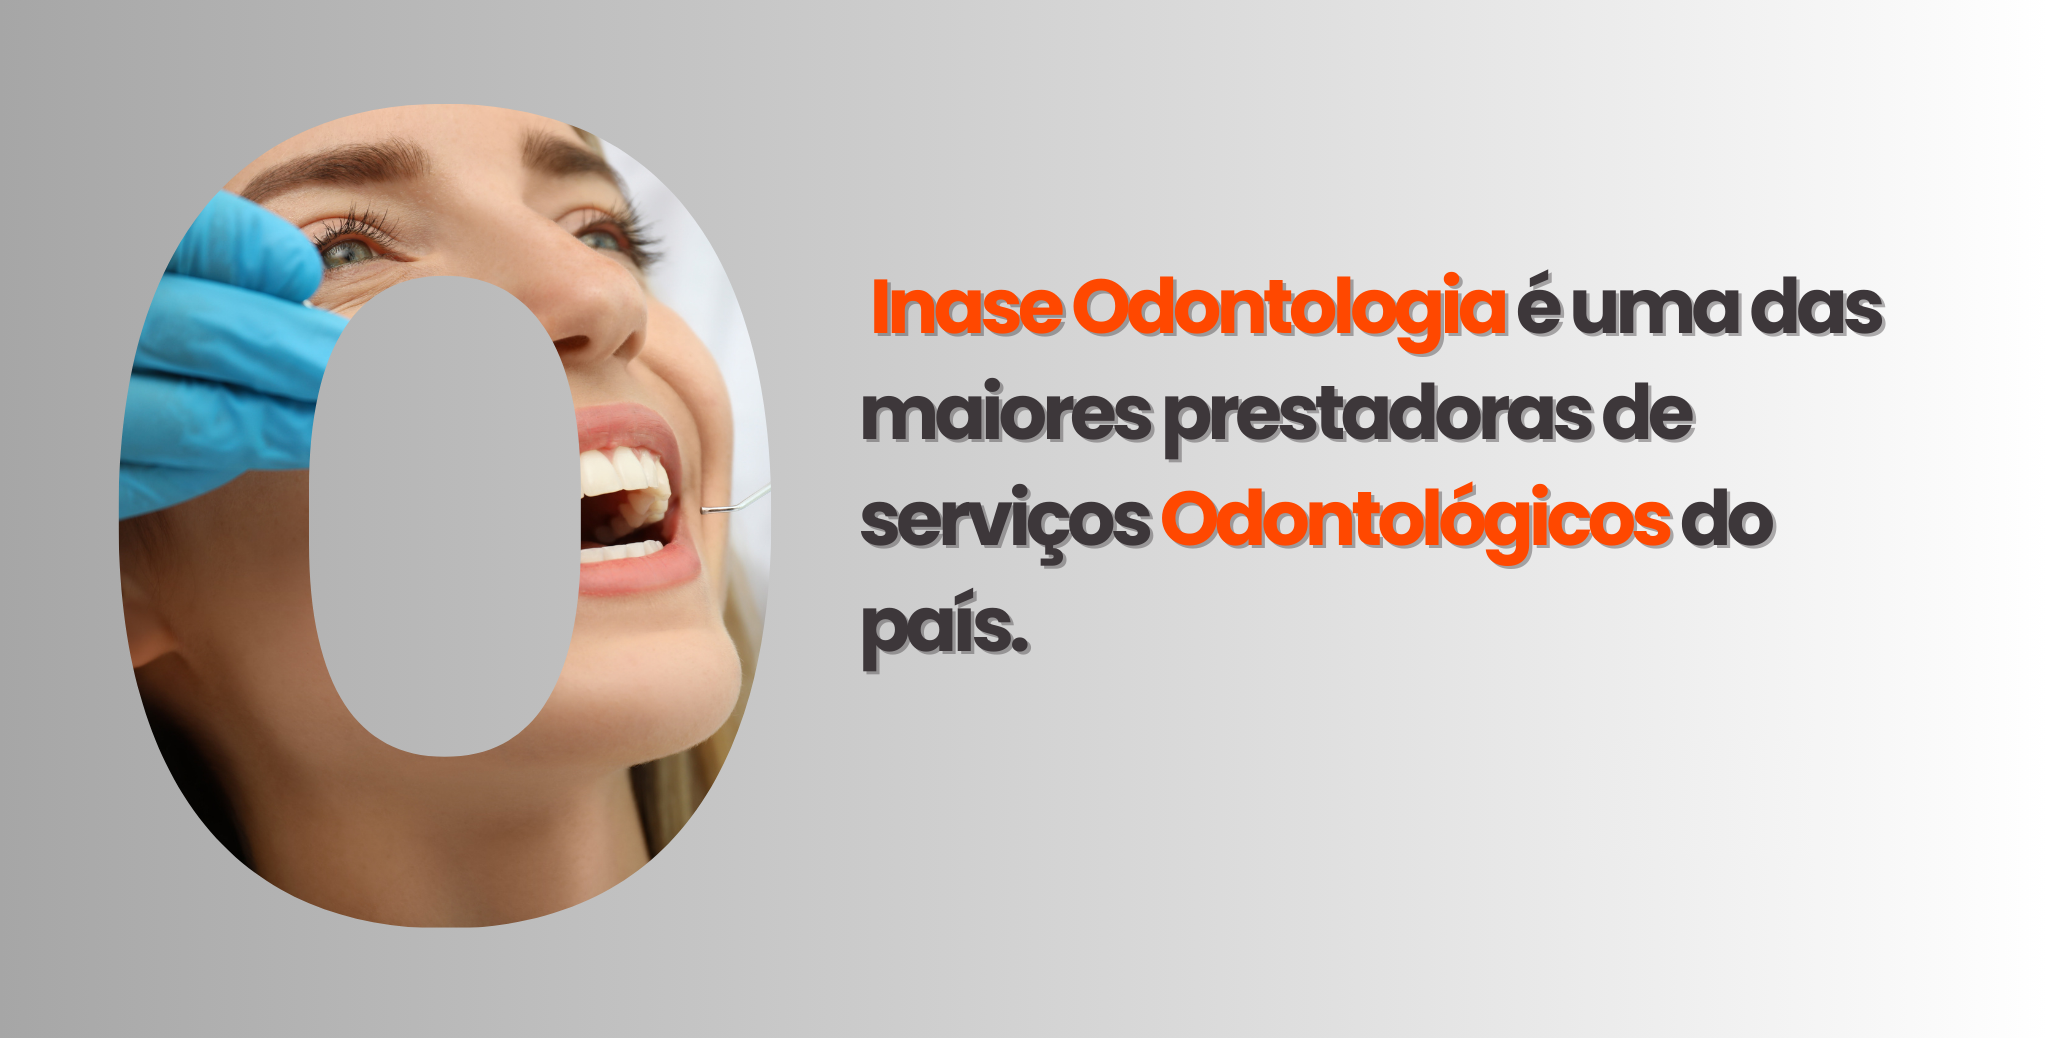 Inase Odontologia é uma das
maiores prestadoras de
serviços Odontológicos do
país.